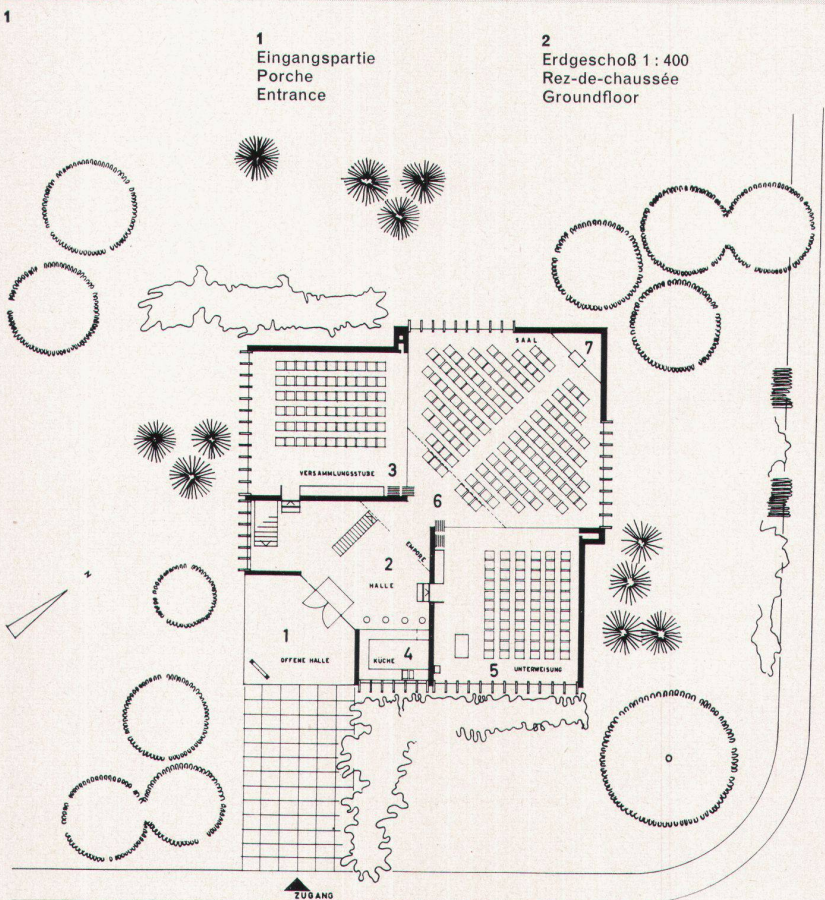 1
1
Eingangspartie
Porche
Entrance
2
Erdgeschoß 1 : 400
Rez-de-chaussée
Groundfloor
SAAL
7
VERSAMMLUNGSSTUBE 3
6
EMPORE
N
2
HALLE
1
OFFENE HALLE
KÜCHE 4
5 UNTERWEISUNG
ZUGANG